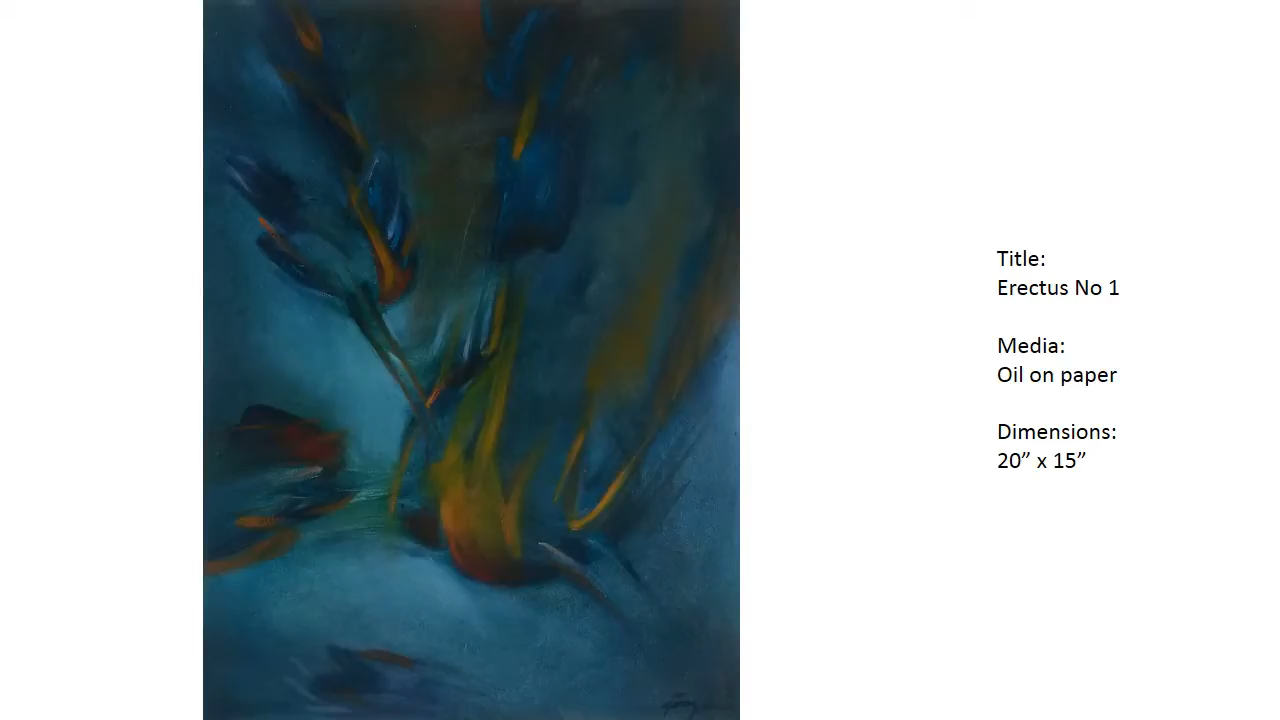 Title:
Erectus No 1
Media:
Oil on paper
Dimensions:
20” x 15”